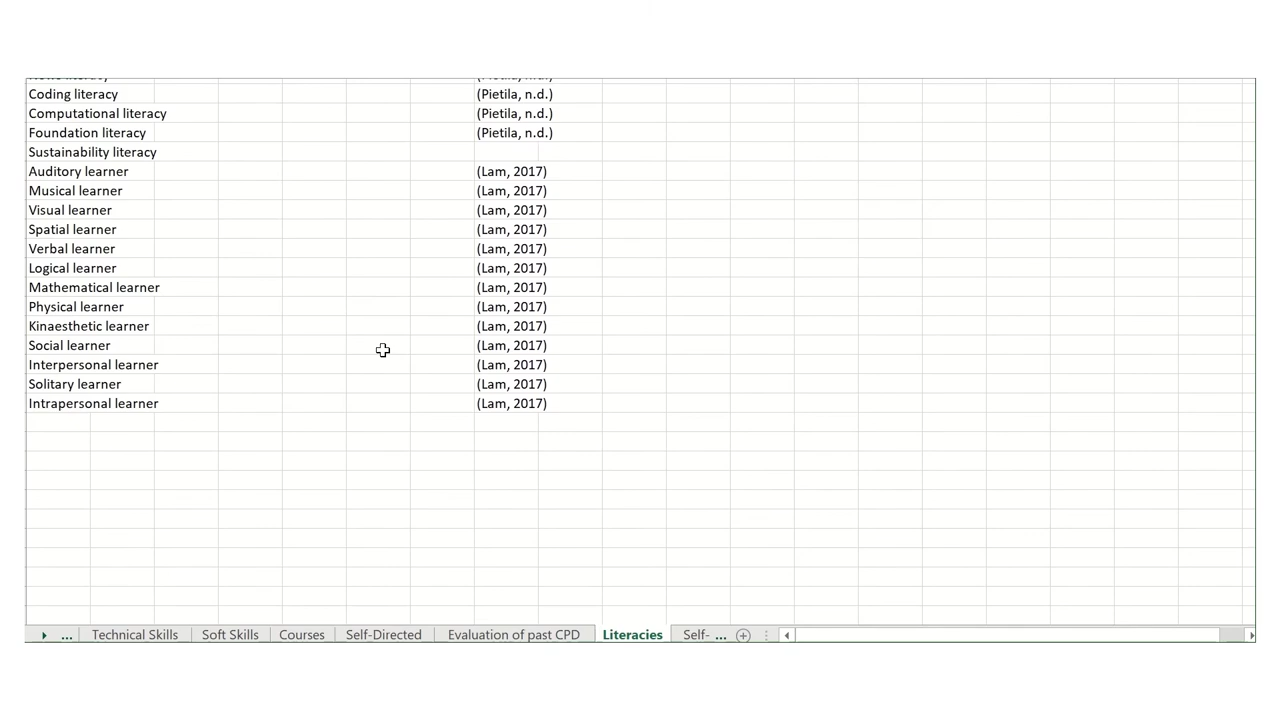 Coding literacy (Pietila, n.d.)
Computational literacy (Pietila, n.d.)
Foundation literacy (Pietila, n.d.)
Sustainability literacy
Auditory learner (Lam, 2017)
Musical learner (Lam, 2017)
Visual learner (Lam, 2017)
Spatial learner (Lam, 2017)
Verbal learner (Lam, 2017)
Logical learner (Lam, 2017)
Mathematical learner (Lam, 2017)
Physical learner (Lam, 2017)
Kinaesthetic learner (Lam, 2017)
Social learner (Lam, 2017)
Interpersonal learner (Lam, 2017)
Solitary learner (Lam, 2017)
Intrapersonal learner (Lam, 2017)
... Technical Skills Soft Skills Courses Self-Directed Evaluation of past CPD Literacies Self- ...